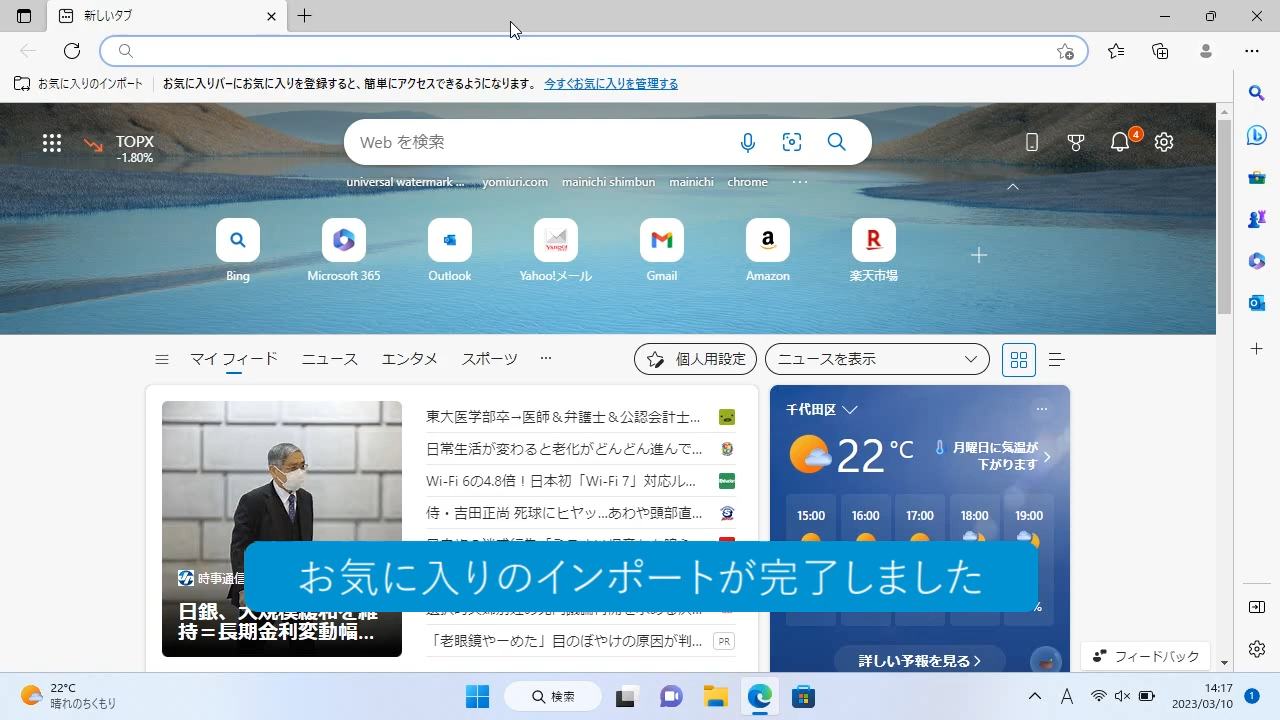 新しいタブ
お気に入りのインポート
お気に入りバーにお気に入りを登録すると、簡単にアクセスできるようになります。 今すぐお気に入りを管理する
TOPX
-1.80%
Web を検索
4
universal watermark ... yomiuri.com mainichi shimbun mainichi chrome ...
Bing Microsoft 365 Outlook Yahoo!メール Gmail Amazon 楽天市場
マイ フィード ニュース エンタメ スポーツ ...
個人用設定 ニュースを表示
東大医学部卒→医師＆弁護士＆公認会計士...
日常生活が変わると老化がどんどん進んで...
Wi-Fi 6の4.8倍！日本初「Wi-Fi 7」対応ル...
侍・吉田正尚 死球にヒヤッ...あわや頭部直...
「老眼鏡やーめた」目のぼやけの原因が判... PR
時事通信
日銀、大規模緩和を維
持＝長期金利変動幅...
千代田区
22 °C
月曜日に気温が
下がります
15:00 16:00 17:00 18:00 19:00
%
詳しい予報を見る
お気に入りのインポートが完了しました
フィードバック
22°C
晴れのちくもり
検索
A
14:17
2023/03/10
1